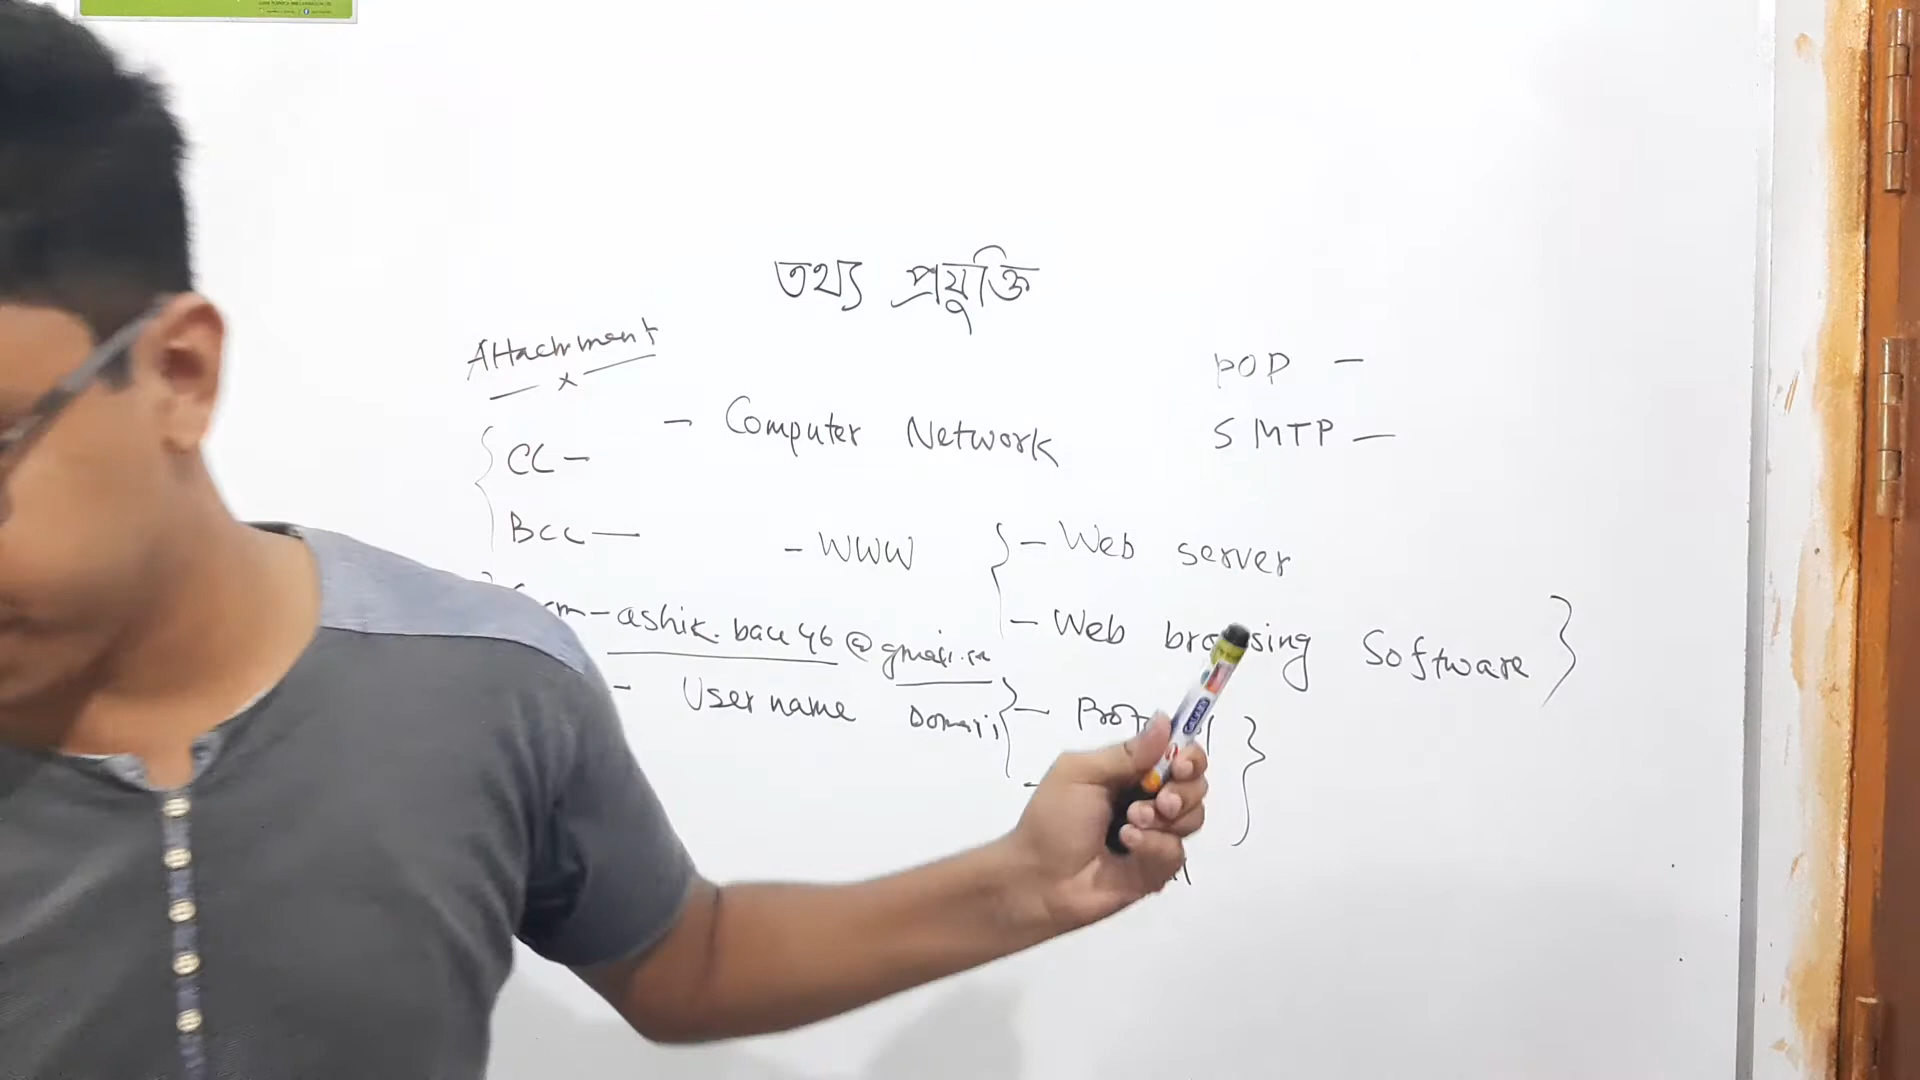 তথ্য প্রযুক্তি
Attachment
x
- Computer Network
CC -
Bcc -
- WWW
- ashik.bau46@gmail.
- User name Domain
POP -
SMTP -
- Web server
- Web browsing Software
-